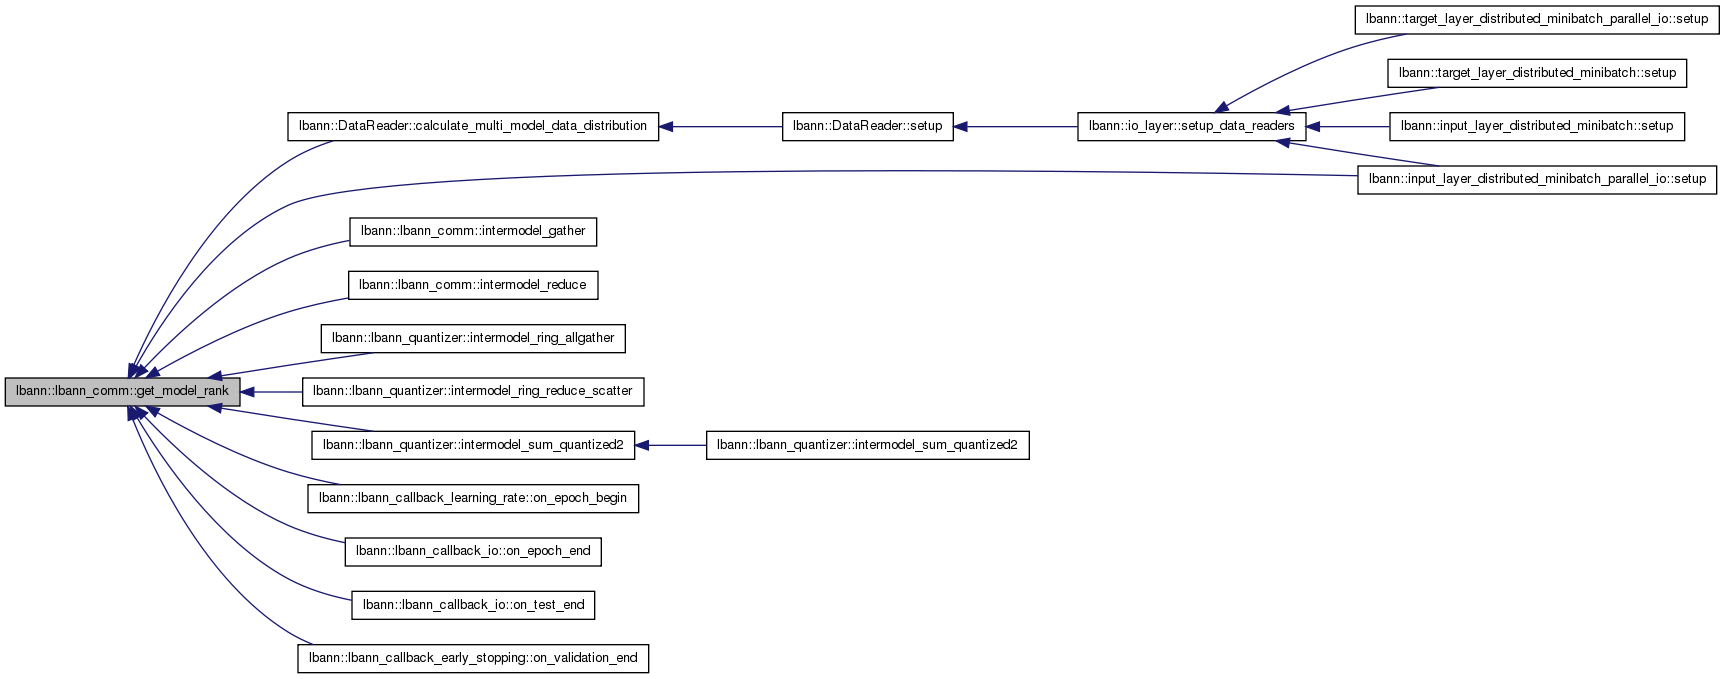 lbann::target_layer_distributed_minibatch_parallel_io::setup
lbann::target_layer_distributed_minibatch::setup
lbann::DataReader::calculate_multi_model_data_distribution
lbann::DataReader::setup
lbann::io_layer::setup_data_readers
lbann::input_layer_distributed_minibatch::setup
lbann::input_layer_distributed_minibatch_parallel_io::setup
lbann::lbann_comm::intermodel_gather
lbann::lbann_comm::intermodel_reduce
lbann::lbann_quantizer::intermodel_ring_allgather
lbann::lbann_comm::get_model_rank
lbann::lbann_quantizer::intermodel_ring_reduce_scatter
lbann::lbann_quantizer::intermodel_sum_quantized2
lbann::lbann_quantizer::intermodel_sum_quantized2
lbann::lbann_callback_learning_rate::on_epoch_begin
lbann::lbann_callback_io::on_epoch_end
lbann::lbann_callback_io::on_test_end
lbann::lbann_callback_early_stopping::on_validation_end